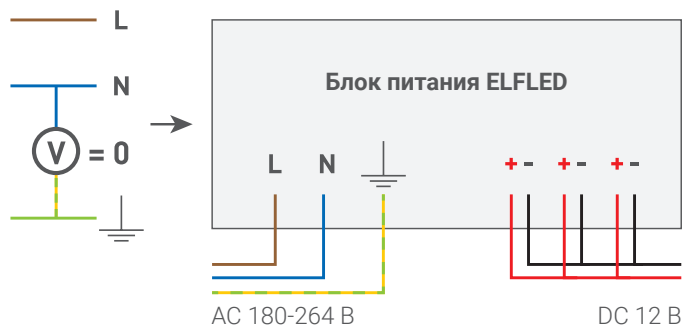 L
N
V = 0
Блок питания ELFLED
L N + - + - + -
AC 180-264 В
DC 12 В